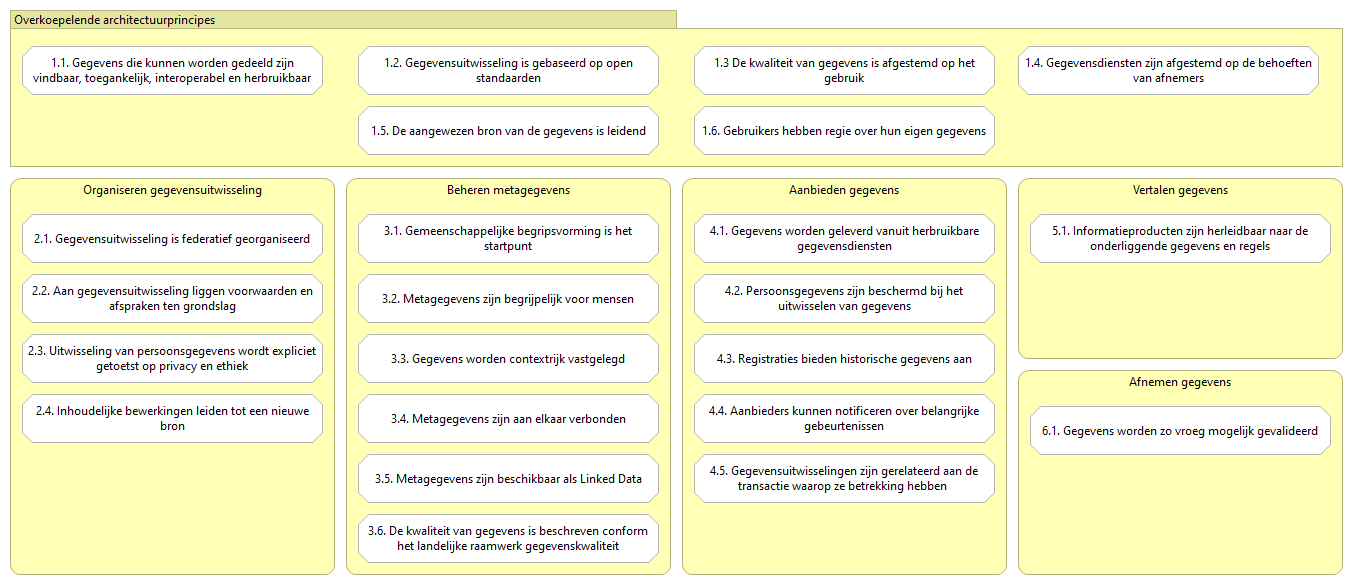 Overkoepelende architectuurprincipes
1.1. Gegevens die kunnen worden gedeeld zijn
vindbaar, toegankelijk, interoperabel en herbruikbaar
1.2. Gegevensuitwisseling is gebaseerd op open
standaarden
1.3 De kwaliteit van gegevens is afgestemd op het
gebruik
1.4. Gegevensdiensten zijn afgestemd op de behoeften
van afnemers
1.5. De aangewezen bron van de gegevens is leidend
1.6. Gebruikers hebben regie over hun eigen gegevens
Organiseren gegevensuitwisseling
2.1. Gegevensuitwisseling is federatief georganiseerd
2.2. Aan gegevensuitwisseling liggen voorwaarden en
afspraken ten grondslag
2.3. Uitwisseling van persoonsgegevens wordt expliciet
getoetst op privacy en ethiek
2.4. Inhoudelijke bewerkingen leiden tot een nieuwe
bron
Beheren metagegevens
3.1. Gemeenschappelijke begripsvorming is het
startpunt
3.2. Metagegevens zijn begrijpelijk voor mensen
3.3. Gegevens worden contextrijk vastgelegd
3.4. Metagegevens zijn aan elkaar verbonden
3.5. Metagegevens zijn beschikbaar als Linked Data
3.6. De kwaliteit van gegevens is beschreven conform
het landelijke raamwerk gegevenskwaliteit
Aanbieden gegevens
4.1. Gegevens worden geleverd vanuit herbruikbare
gegevensdiensten
4.2. Persoonsgegevens zijn beschermd bij het
uitwisselen van gegevens
4.3. Registraties bieden historische gegevens aan
4.4. Aanbieders kunnen notificeren over belangrijke
gebeurtenissen
4.5. Gegevensuitwisselingen zijn gerelateerd aan de
transactie waarop ze betrekking hebben
Vertalen gegevens
5.1. Informatieproducten zijn herleidbaar naar de
onderliggende gegevens en regels
Afnemen gegevens
6.1. Gegevens worden zo vroeg mogelijk gevalideerd